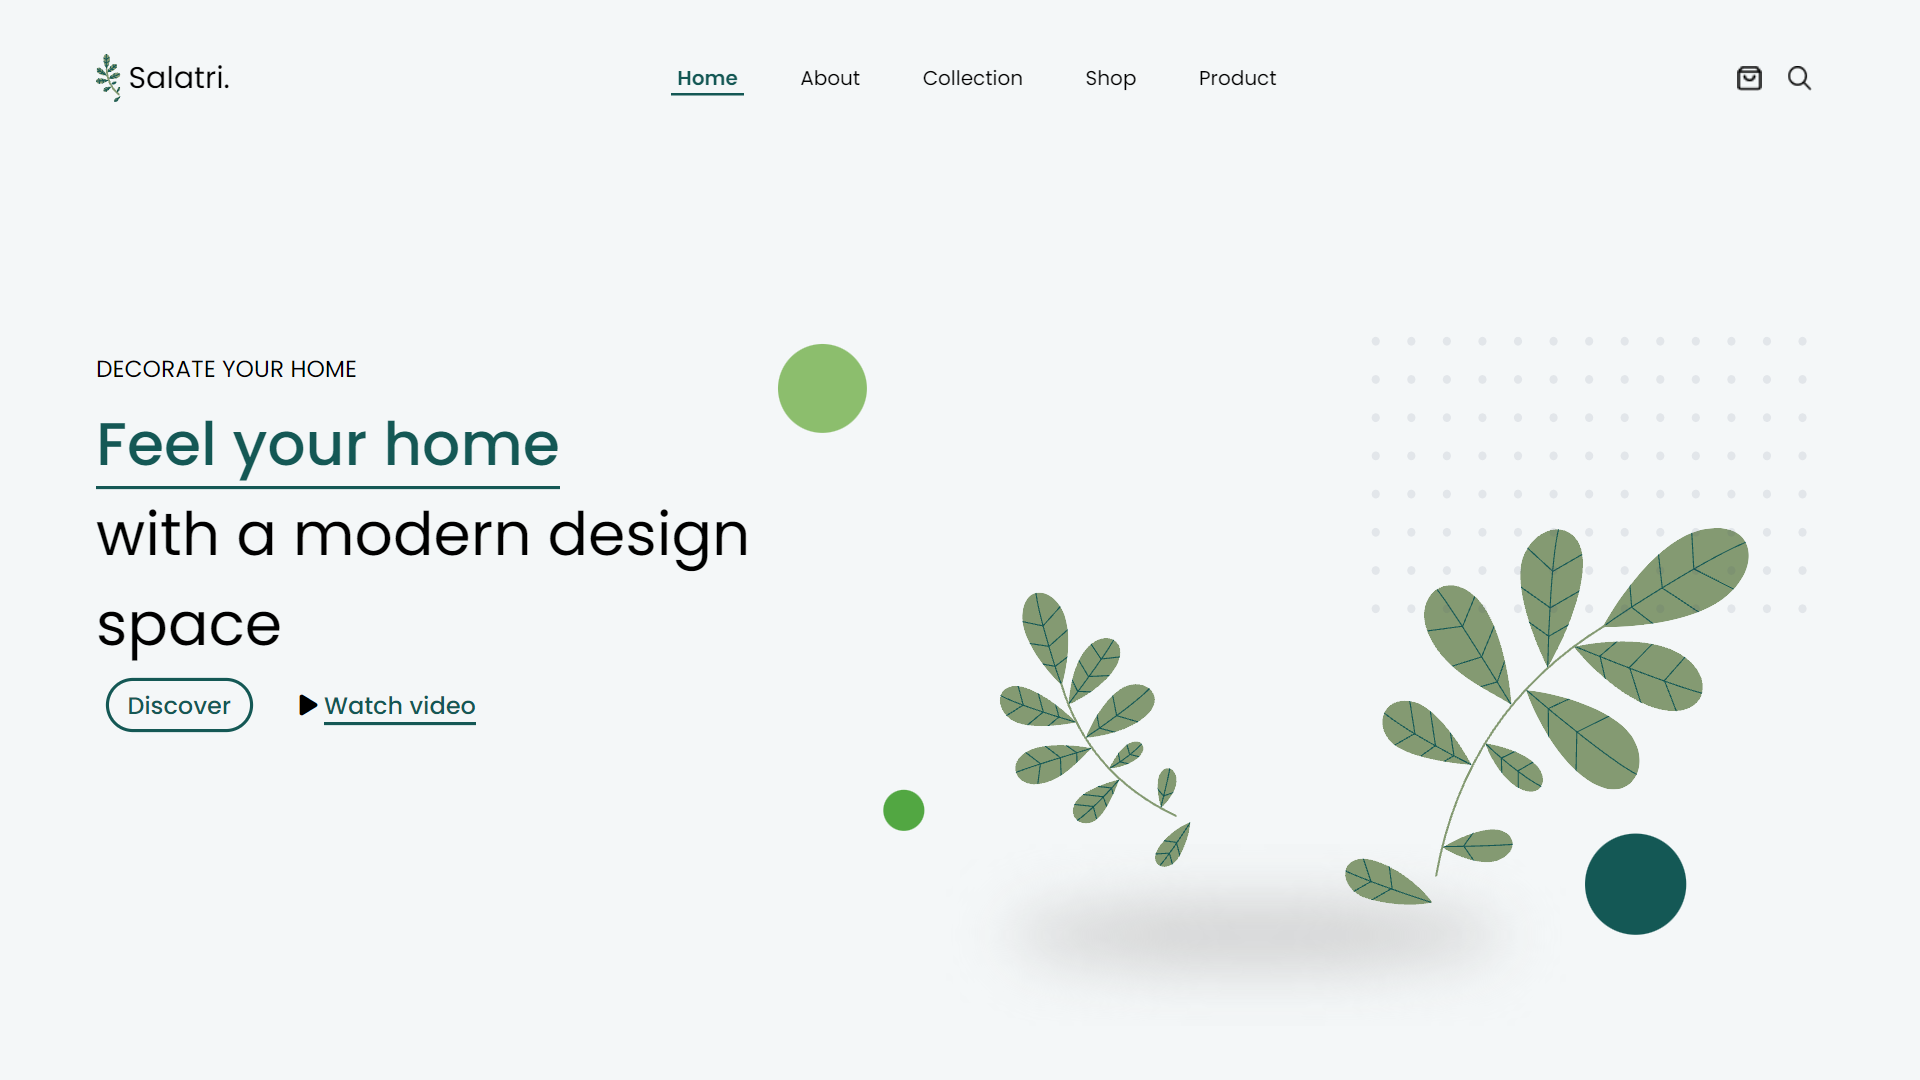 Salatri.
Home
About
Collection
Shop
Product
DECORATE YOUR HOME
Feel your home
with a modern design
space
Discover
Watch video